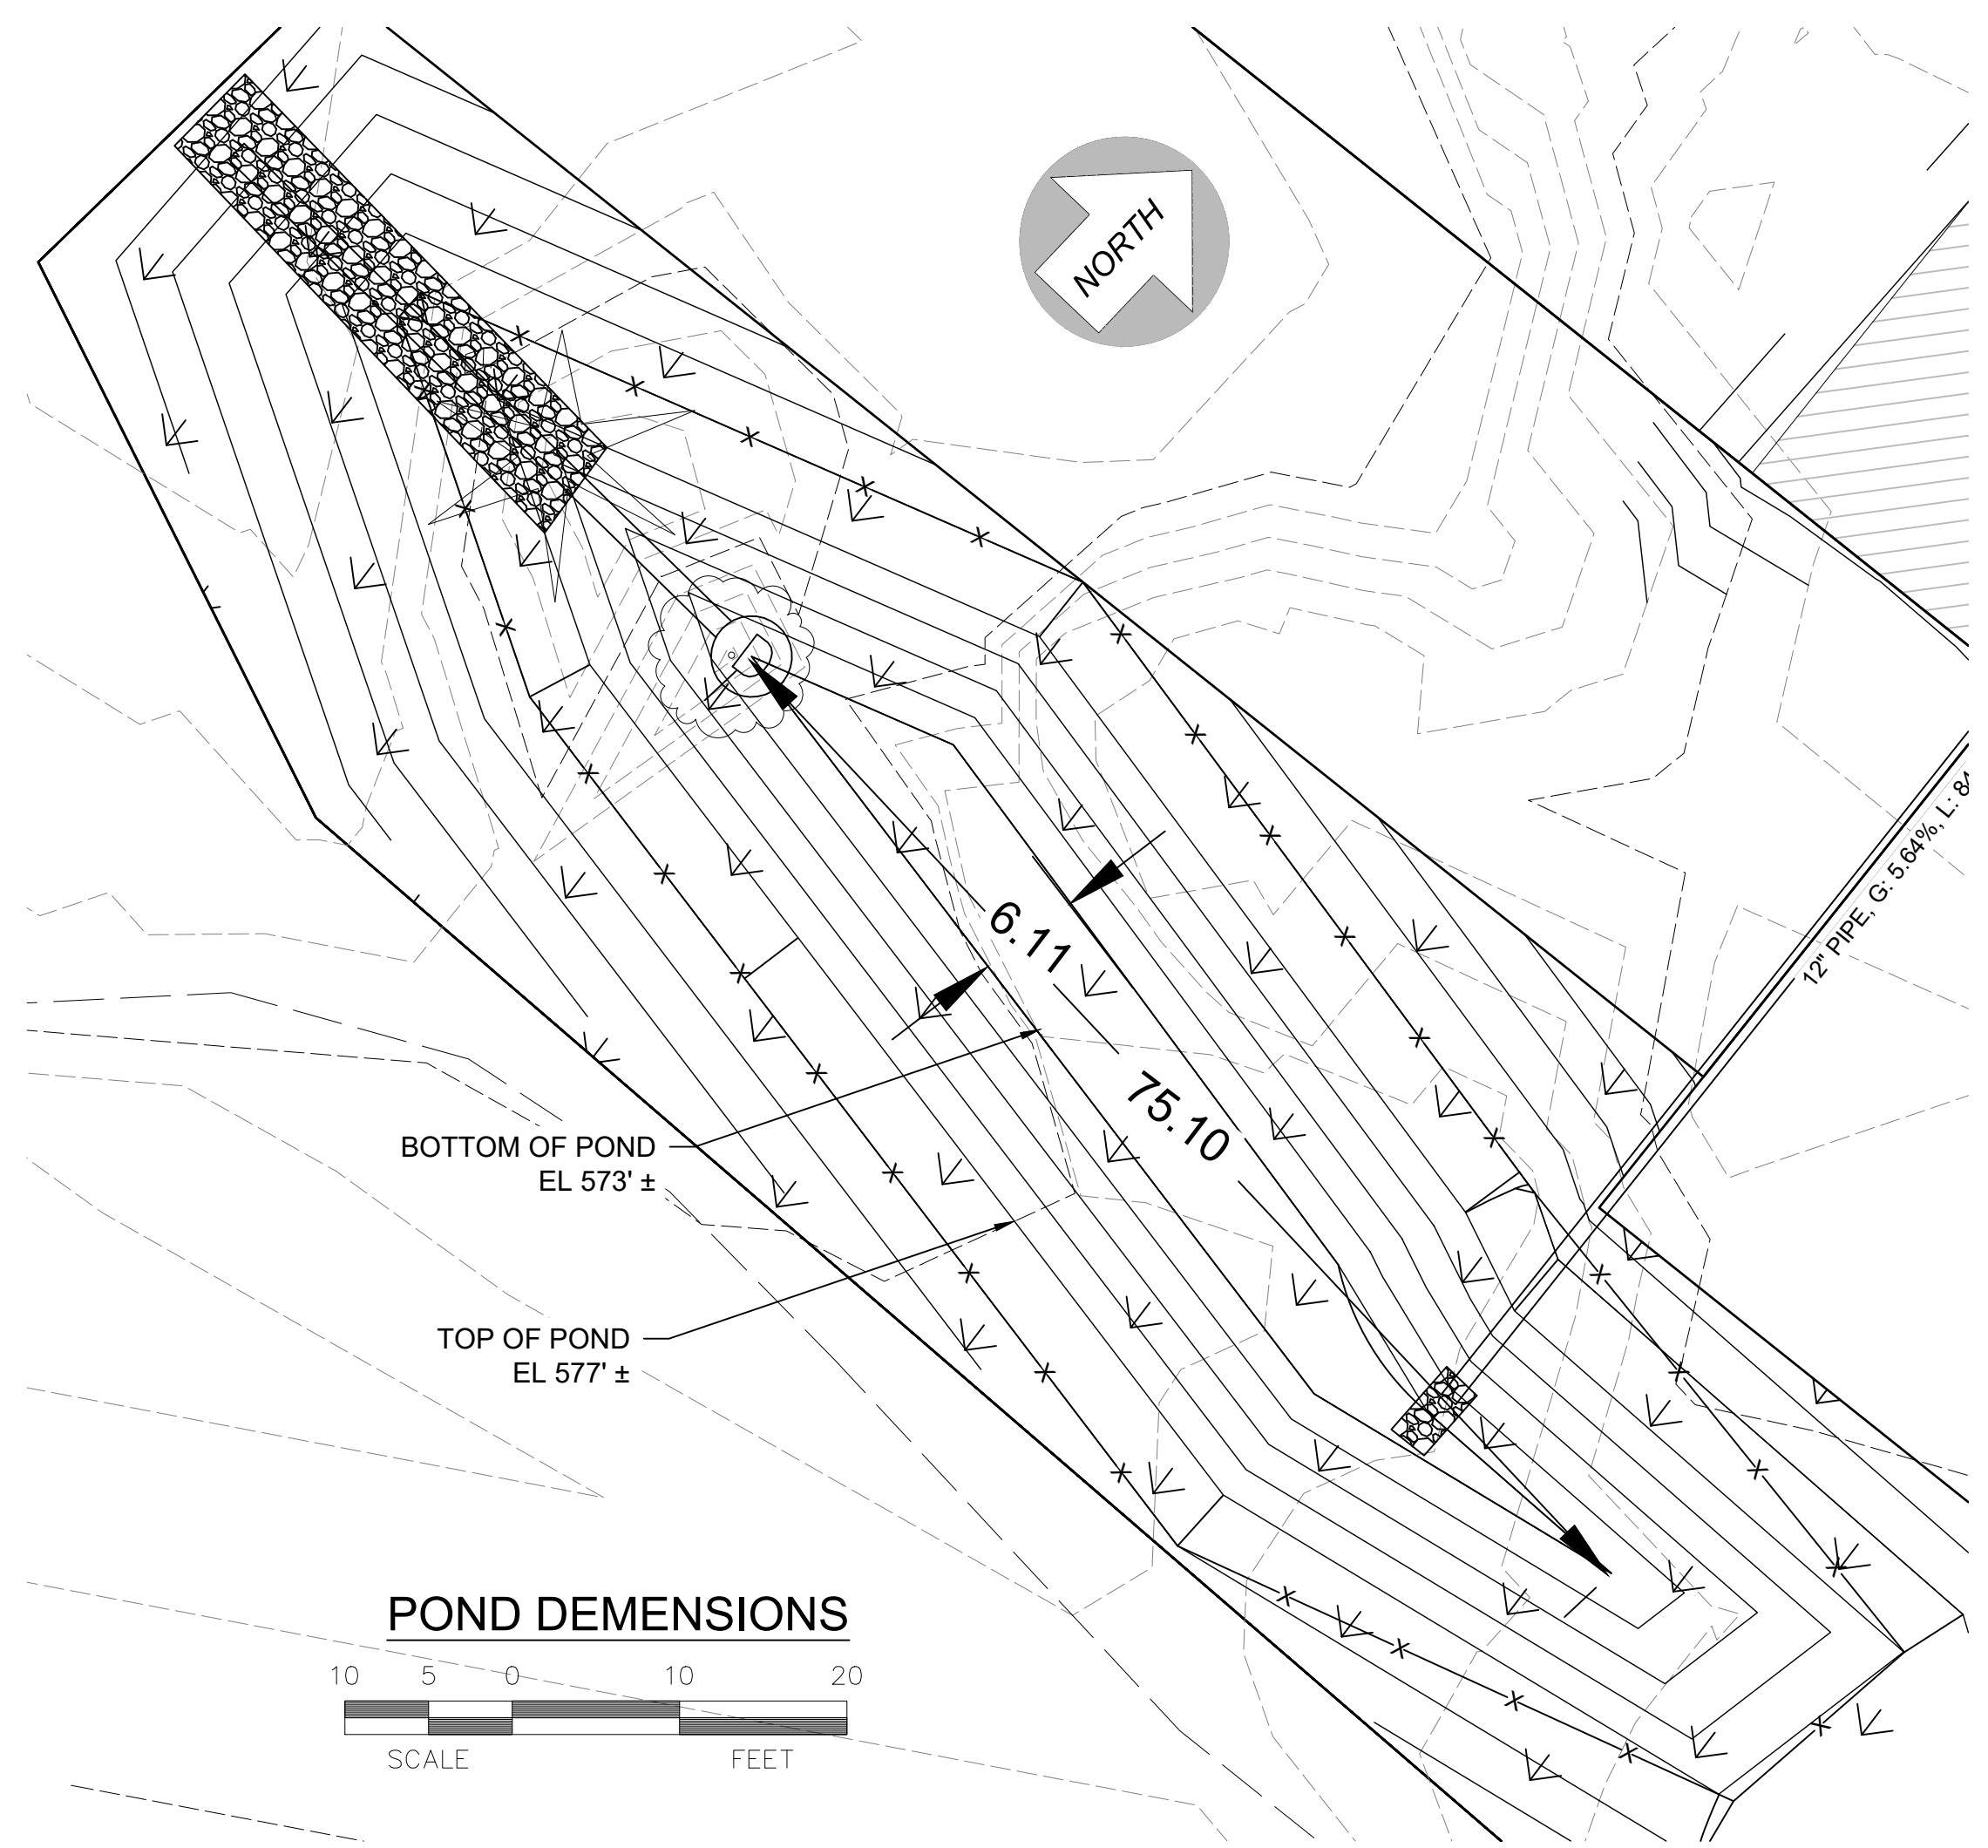 NORTH
12" PIPE, G: 5.64%, L: 84
6.11
75.10
BOTTOM OF POND
EL 573' ±
TOP OF POND
EL 577' ±
POND DEMENSIONS
10 5 0 10 20
SCALE FEET